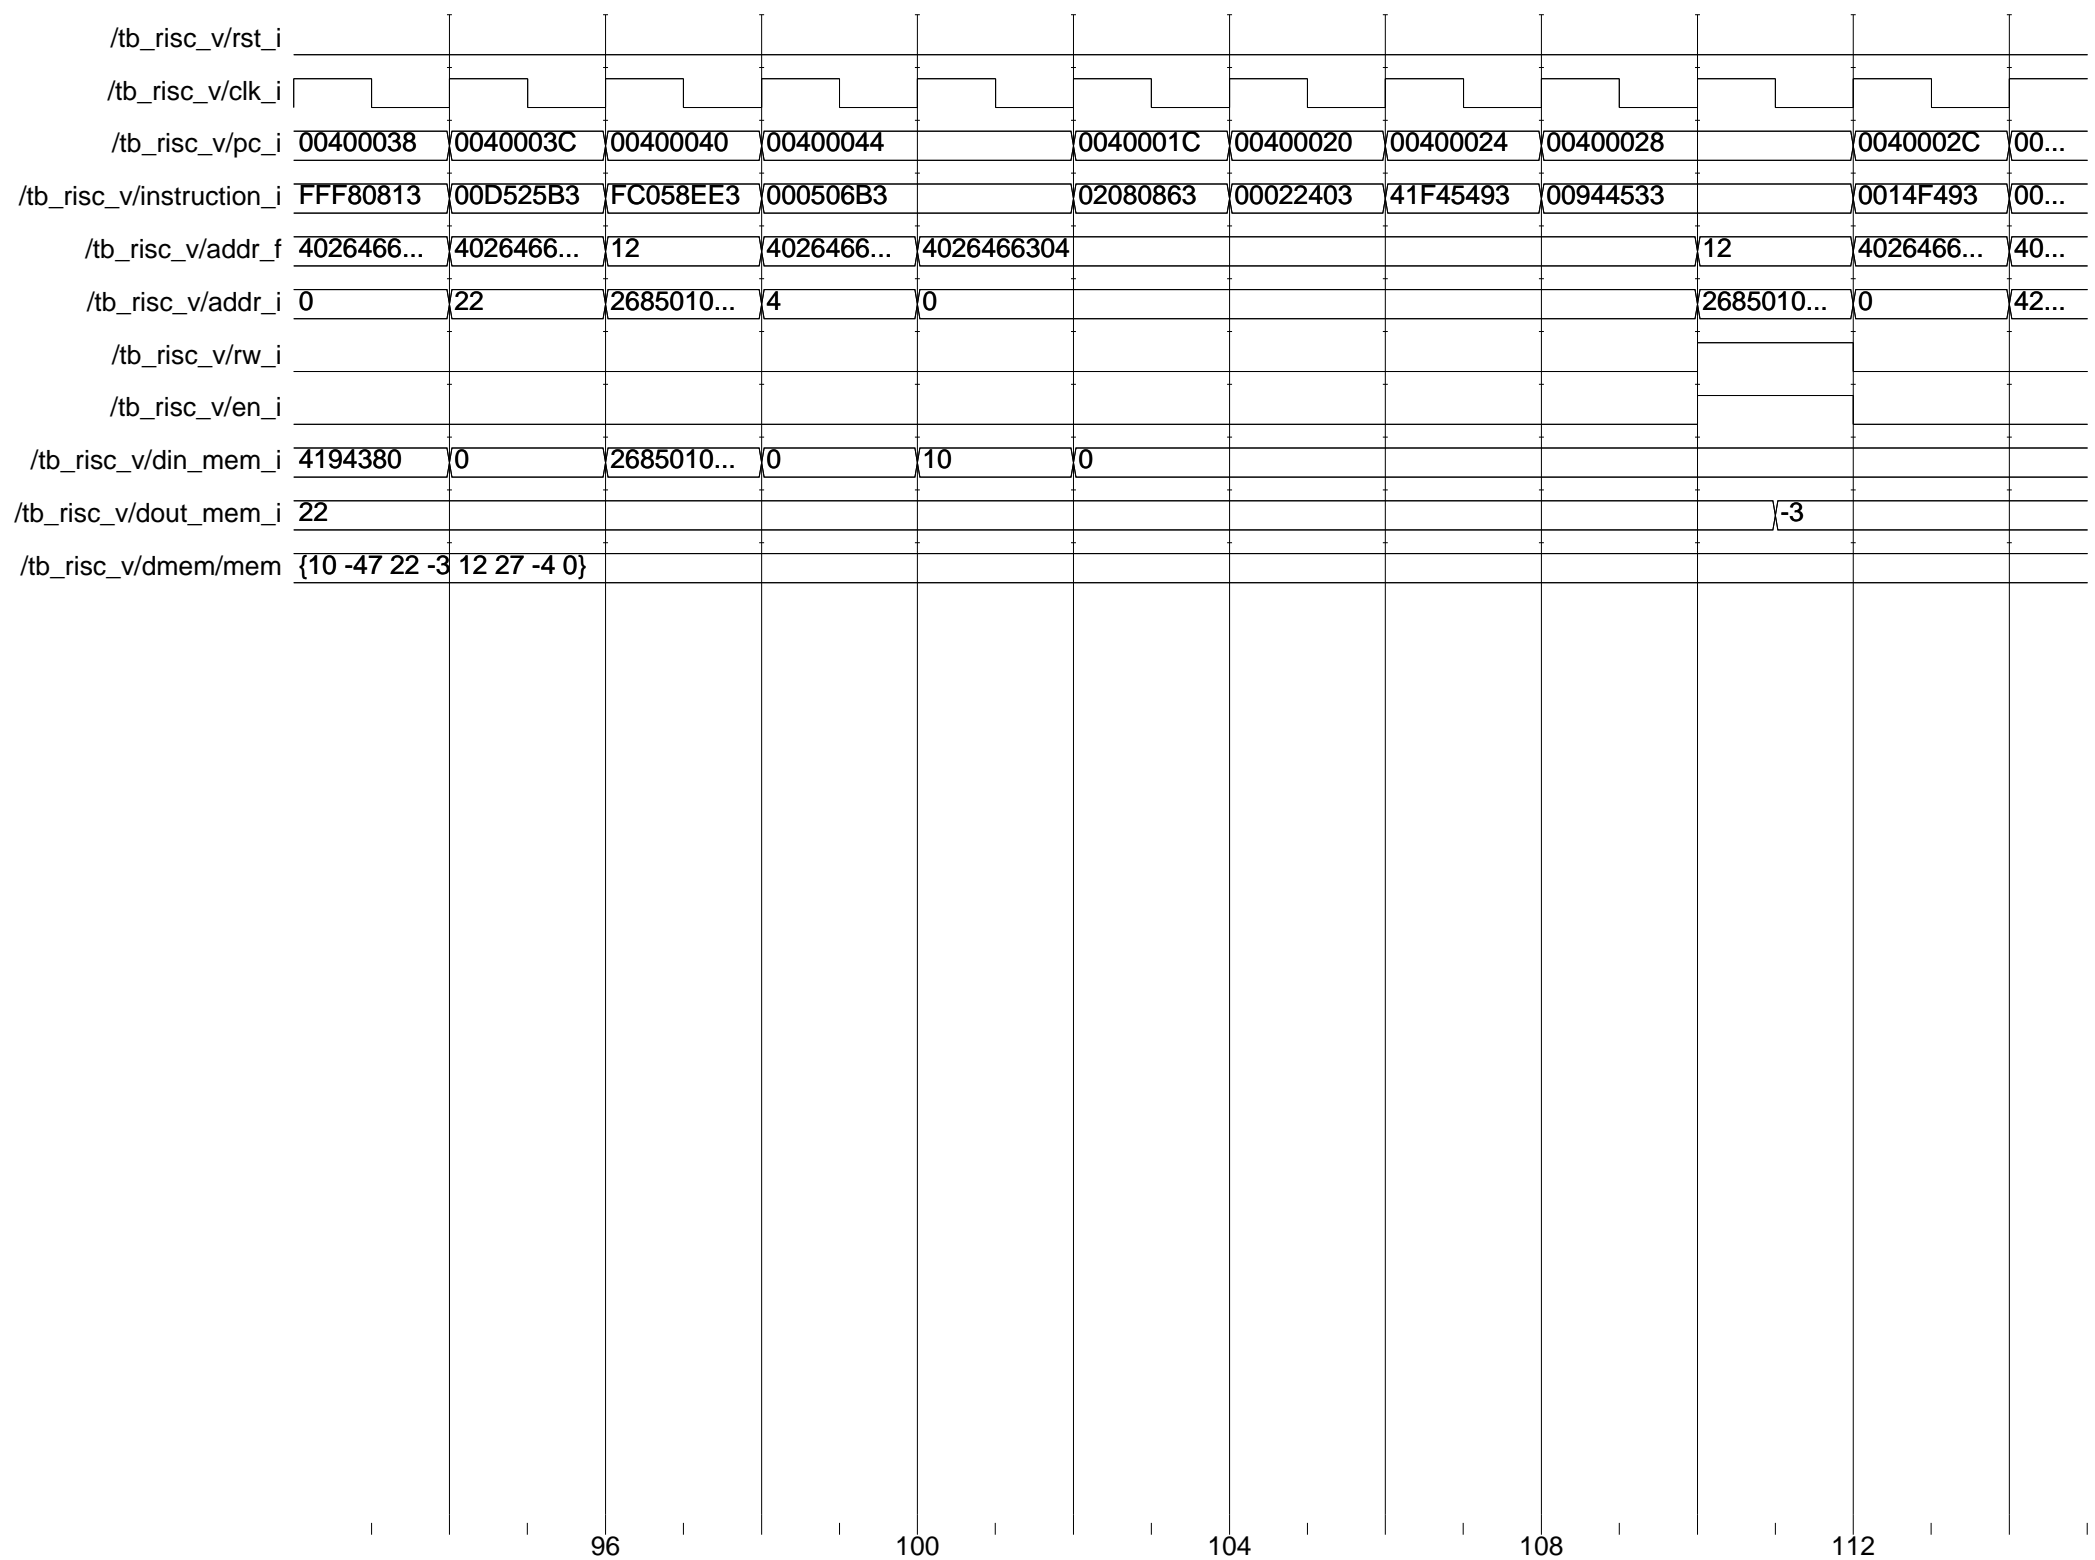 /tb_risc_v/rst_i
/tb_risc_v/clk_i
/tb_risc_v/pc_i 00400038 0040003C 00400040 00400044 0040001C 00400020 00400024 00400028 0040002C 00...
/tb_risc_v/instruction_i FFF80813 00D525B3 FC058EE3 000506B3 02080863 00022403 41F45493 00944533 0014F493 00...
/tb_risc_v/addr_f 4026466... 4026466... 12 4026466... 4026466304 12 4026466... 40...
/tb_risc_v/addr_i 0 22 2685010... 4 0 2685010... 0 42...
/tb_risc_v/rw_i
/tb_risc_v/en_i
/tb_risc_v/din_mem_i 4194380 0 2685010... 0 10 0
/tb_risc_v/dout_mem_i 22 -3
/tb_risc_v/dmem/mem {10 -47 22 -3 12 27 -4 0}
96 100 104 108 112